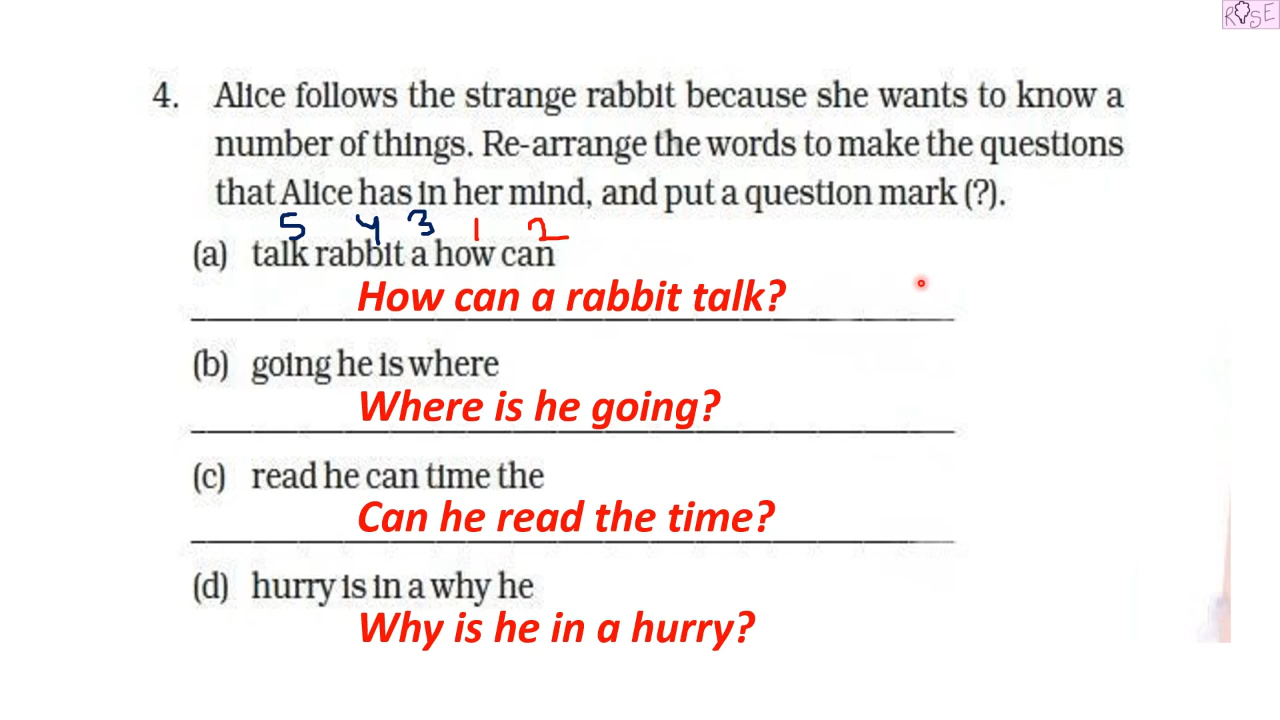 R SE
4. Alice follows the strange rabbit because she wants to know a
number of things. Re-arrange the words to make the questions
that Alice has in her mind, and put a question mark (?).
5 4 3 1 2
(a) talk rabbit a how can
How can a rabbit talk?
(b) going he is where
Where is he going?
(c) read he can time the
Can he read the time?
(d) hurry is in a why he
Why is he in a hurry?